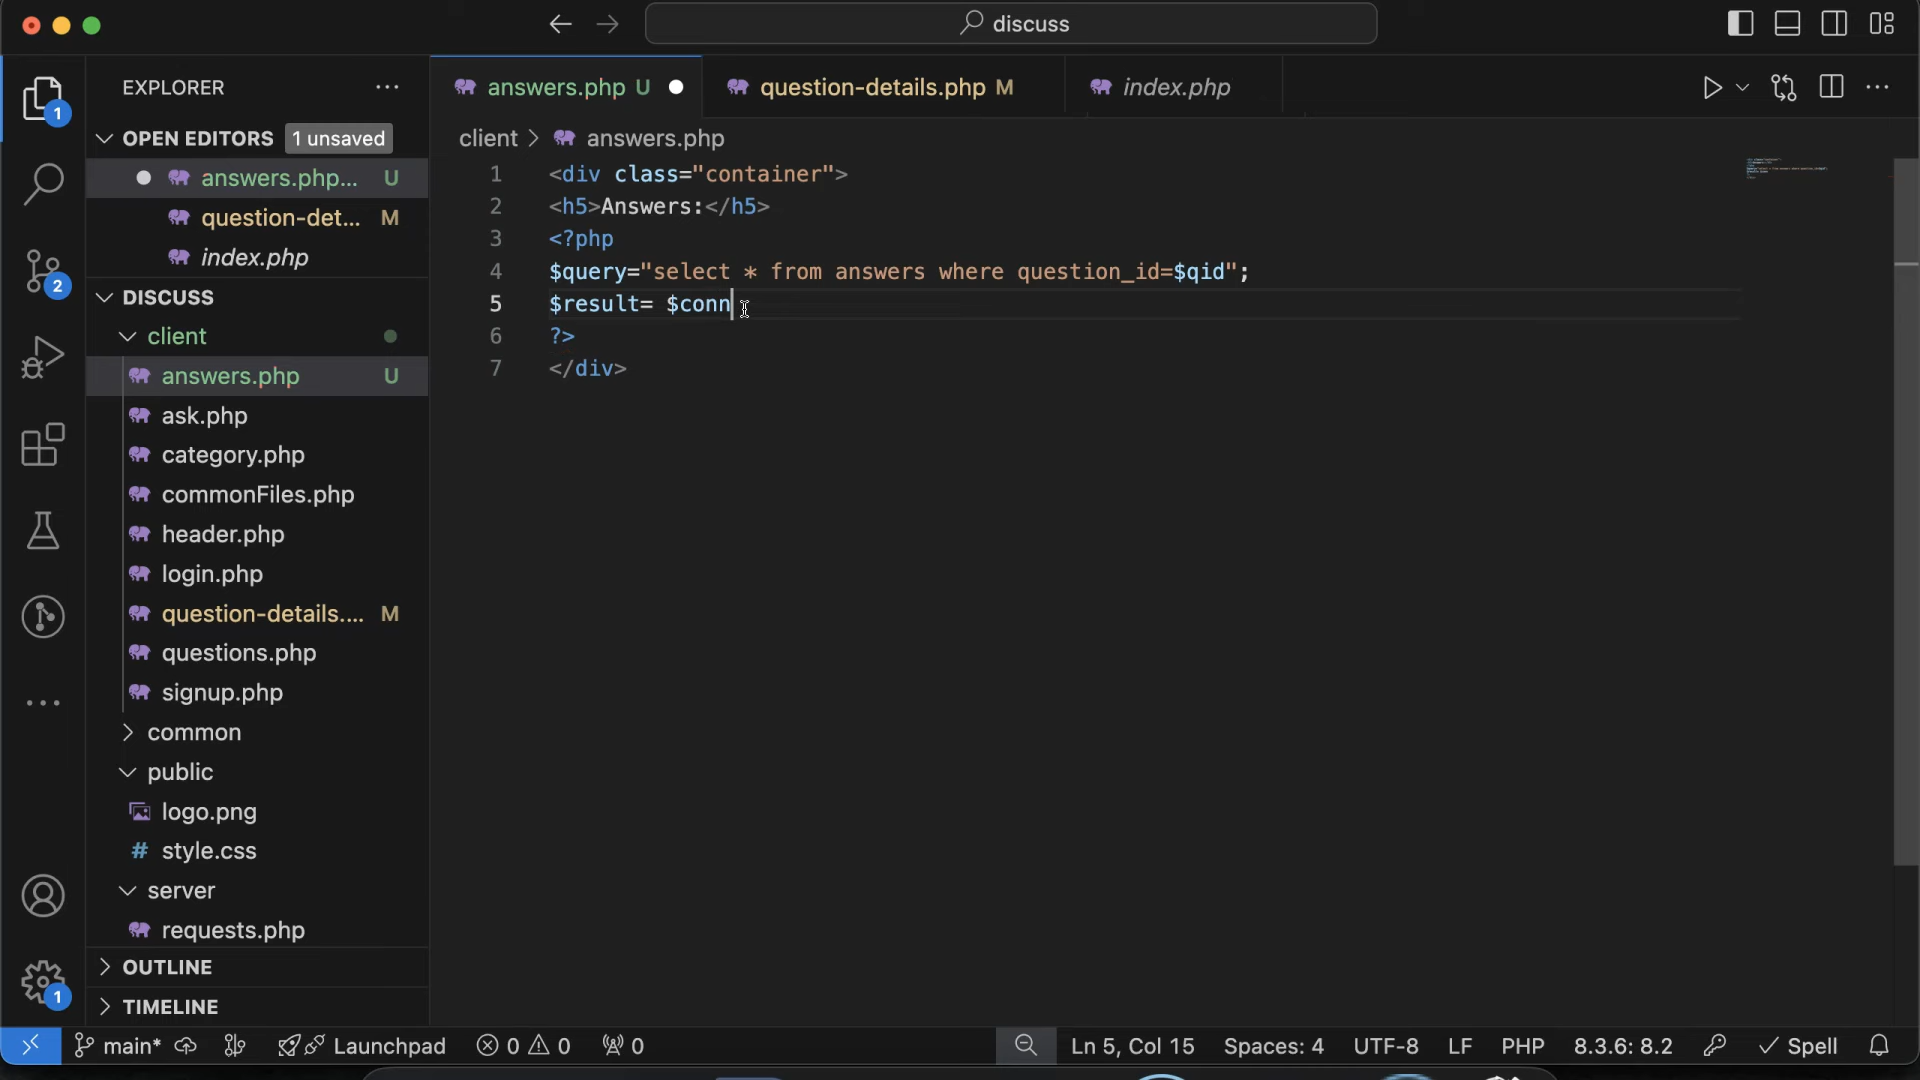 discuss
EXPLORER
answers.php U
question-details.php M
index.php
OPEN EDITORS 1 unsaved
client > answers.php
answers.php... U
question-det... M
index.php
DISCUSS
client
answers.php U
ask.php
category.php
commonFiles.php
header.php
login.php
question-details.... M
questions.php
signup.php
common
public
logo.png
# style.css
server
requests.php
OUTLINE
TIMELINE
1 <div class="container">
2 <h5>Answers:</h5>
3 <?php
4 $query="select * from answers where question_id=$qid";
5 $result= $conn
6 ?>
7 </div>
1
2
1
main* Launchpad 0 0 0 Ln 5, Col 15 Spaces: 4 UTF-8 LF PHP 8.3.6: 8.2 Spell